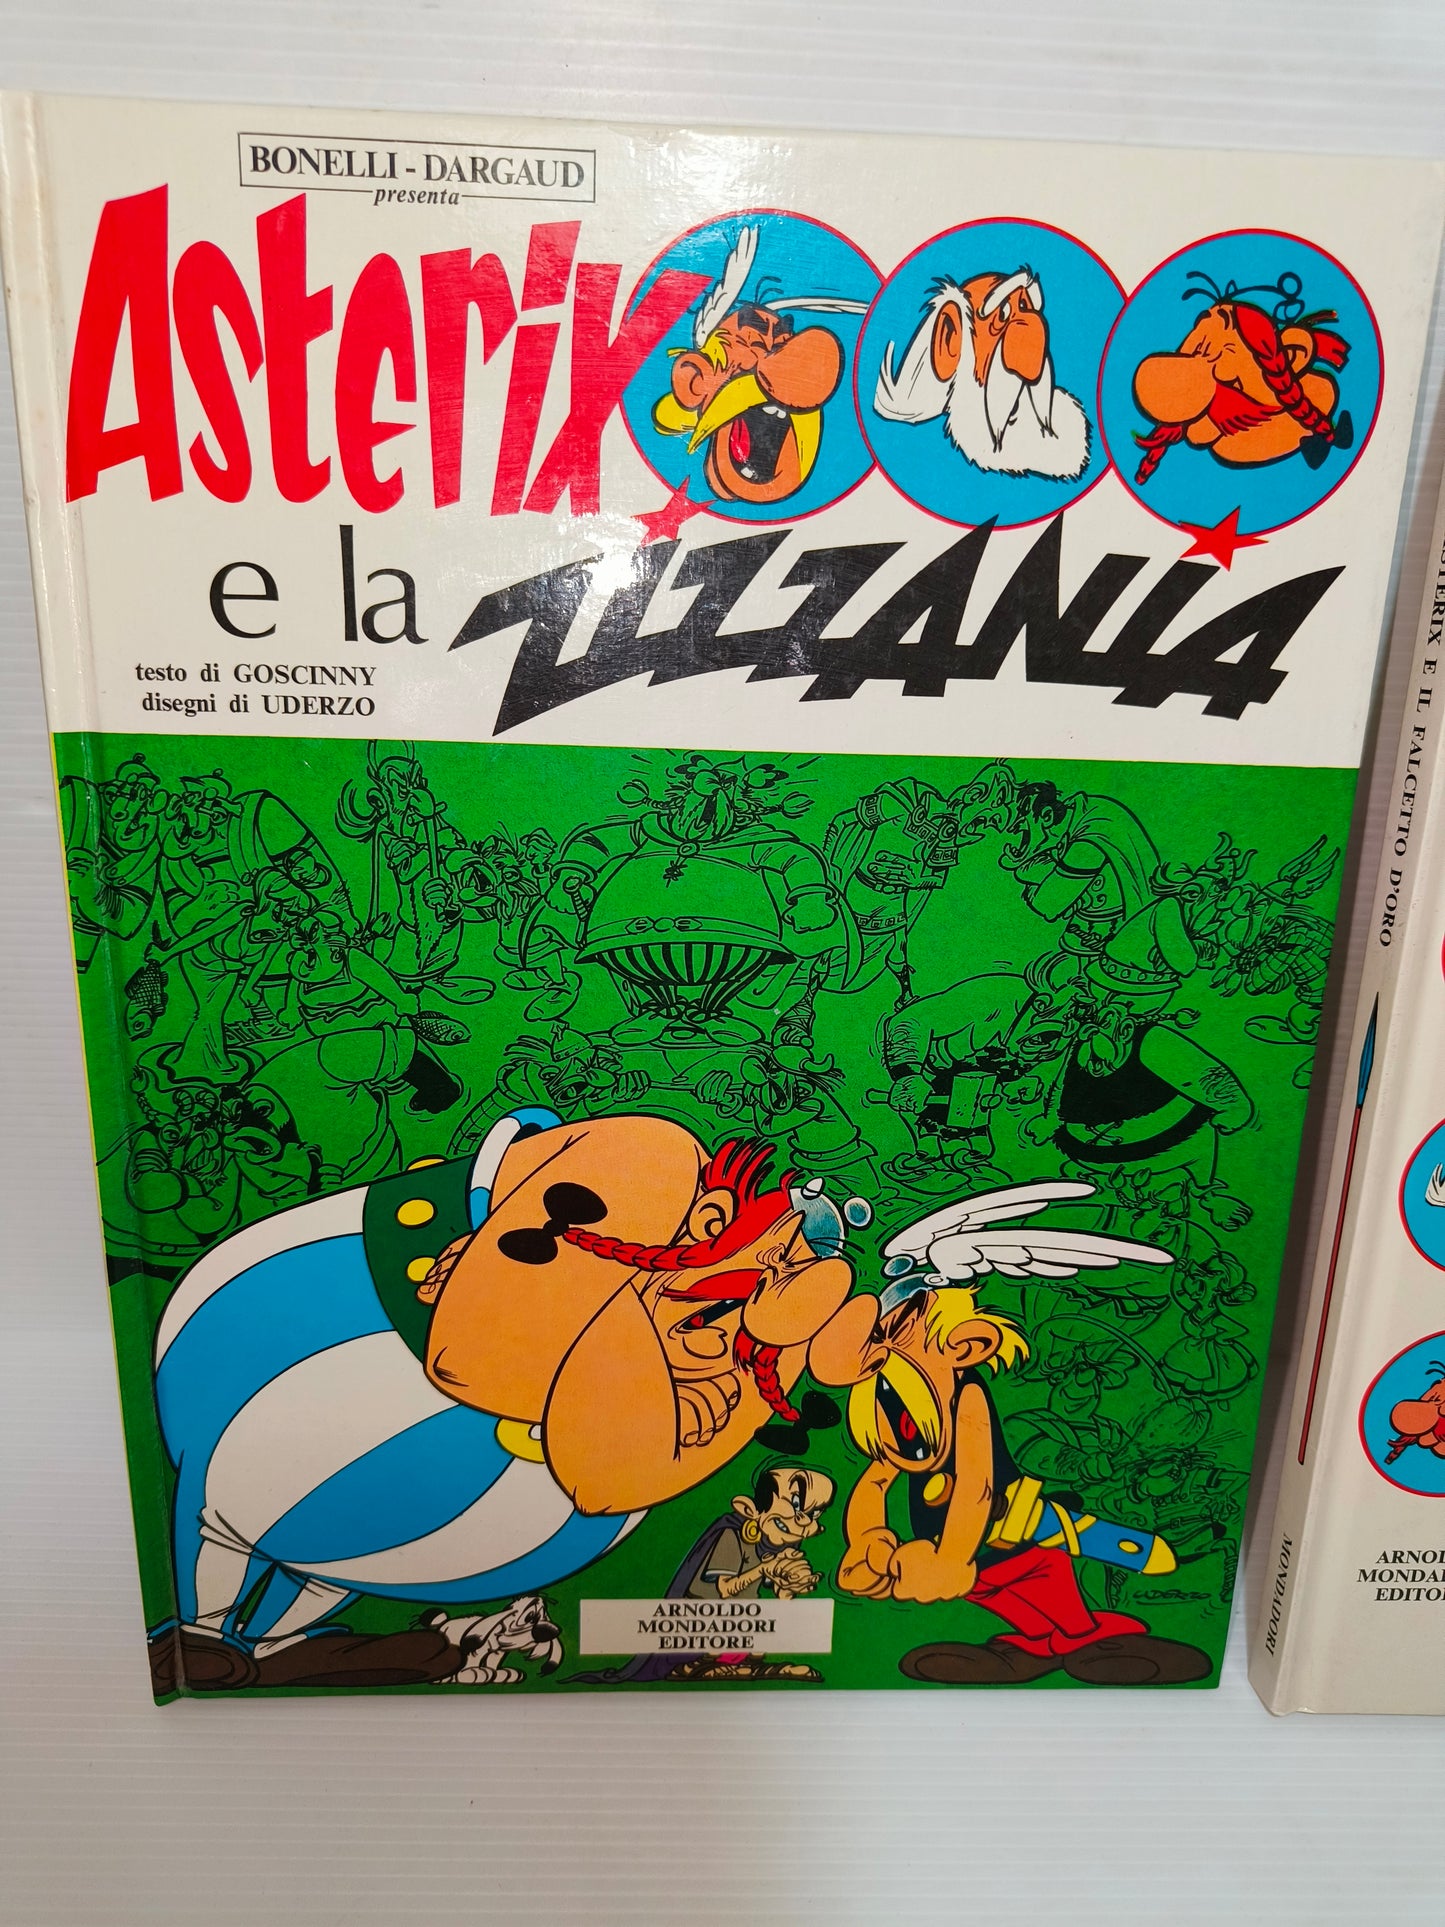 BONELLI-DARGAUD
presenta
Asterix
e la ZIZZANIA
testo di GOSCINNY
disegni di UDERZO
UDERZO
ARNOLDO
MONDADORI
EDITORE
ASTERIX E IL FALCETTO D'ORO
MONDADORI
ARNOL
MONDAD
EDITOR